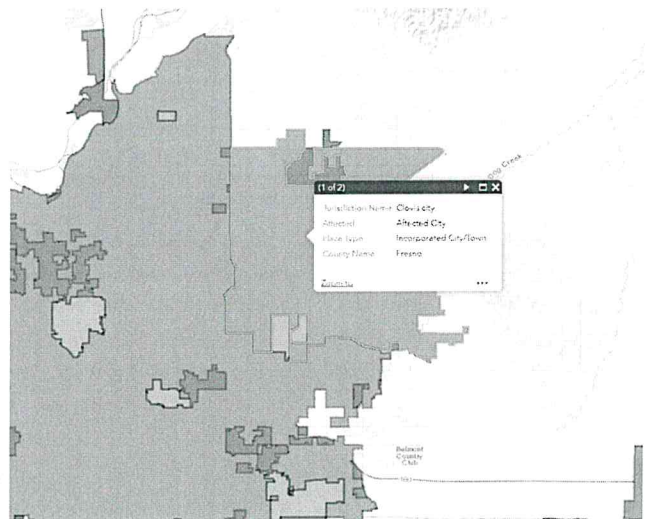 Dog Creek
(1 of 2)
Jurisdiction Name Clovis city
Affected Affected City
Place Type Incorporated City/Town
County Name Fresno
Zoom to
Belmont
Country
Club